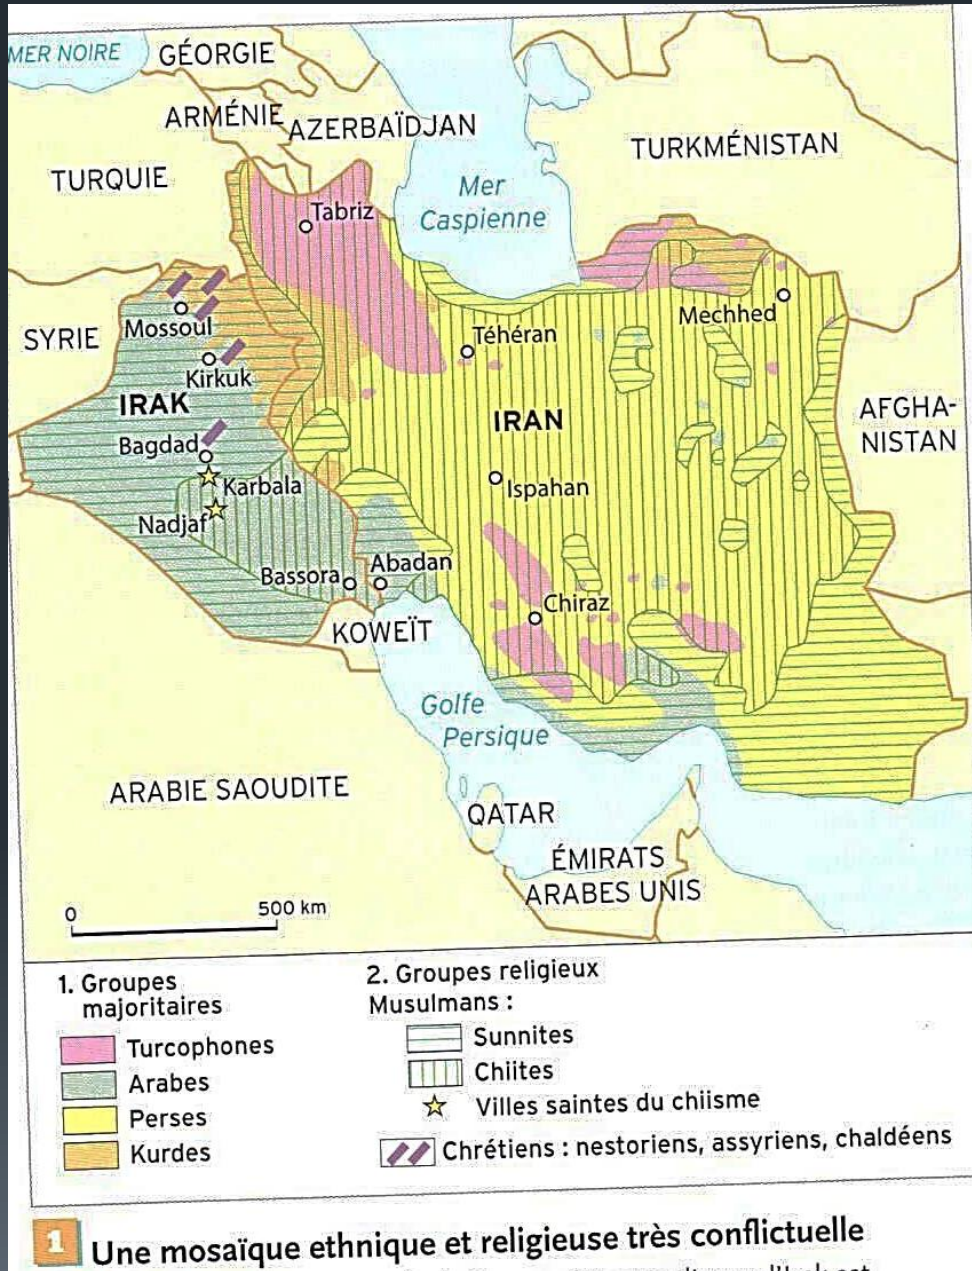 MER NOIRE
GÉORGIE
ARMÉNIE
AZERBAÏDJAN
TURKMÉNISTAN
TURQUIE
Mer
Caspienne
Tabriz
SYRIE
Mossoul
Kirkuk
IRAK
Bagdad
Karbala
Nadjaf
Bassora
Abadan
Téhéran
Mechhed
IRAN
Ispahan
AFGHA-
NISTAN
Chiraz
KOWEÏT
Golfe
Persique
ARABIE SAOUDITE
QATAR
ÉMIRATS
ARABES UNIS
0 500 km
1. Groupes
majoritaires
Turcophones
Arabes
Perses
Kurdes
2. Groupes religieux
Musulmans :
Sunnites
Chiites
Villes saintes du chiisme
Chrétiens : nestoriens, assyriens, chaldéens
1 Une mosaïque ethnique et religieuse très conflictuelle